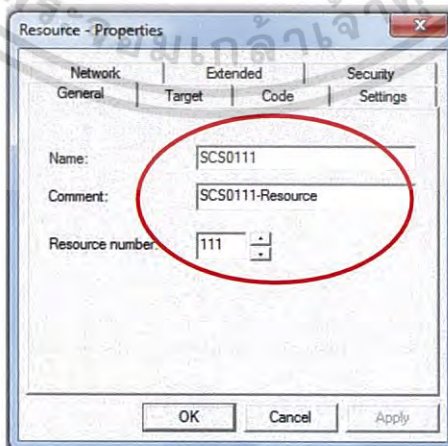 Resource - Properties
Network Extended Security
General Target Code Settings
Name: SCS0111
Comment: SCS0111-Resource
Resource number: 111
OK Cancel Apply